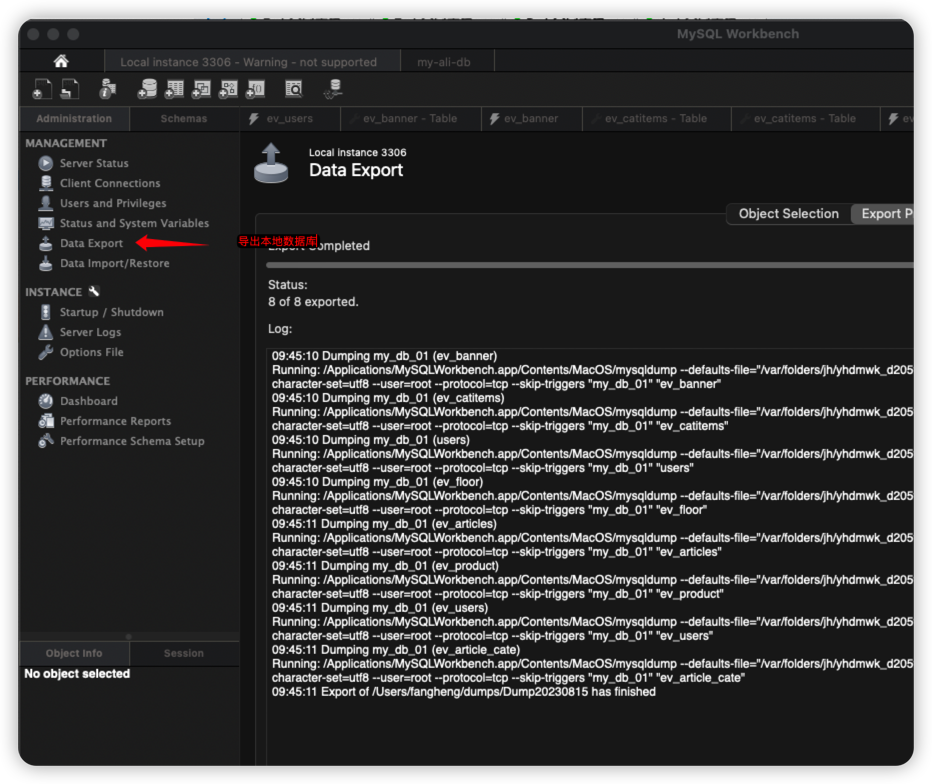 MySQL Workbench
Local instance 3306 - Warning - not supported
my-ali-db
Administration
Schemas
ev_users
ev_banner - Table
ev_banner
ev_catitems - Table
ev_catitems - Table
ev
MANAGEMENT
Server Status
Client Connections
Users and Privileges
Status and System Variables
Data Export
导出本地数据库
Data Import/Restore
INSTANCE
Startup / Shutdown
Server Logs
Options File
PERFORMANCE
Dashboard
Performance Reports
Performance Schema Setup
Object Info
Session
No object selected
Local instance 3306
Data Export
Object Selection
Export P
Export Completed
Status:
8 of 8 exported.
Log:
09:45:10 Dumping my_db_01 (ev_banner)
Running: /Applications/MySQLWorkbench.app/Contents/MacOS/mysqldump --defaults-file="/var/folders/jh/yhdmwk_d205
character-set=utf8 --user=root --protocol=tcp --skip-triggers "my_db_01" "ev_banner"
09:45:10 Dumping my_db_01 (ev_catitems)
Running: /Applications/MySQLWorkbench.app/Contents/MacOS/mysqldump --defaults-file="/var/folders/jh/yhdmwk_d205
character-set=utf8 --user=root --protocol=tcp --skip-triggers "my_db_01" "ev_catitems"
09:45:10 Dumping my_db_01 (users)
Running: /Applications/MySQLWorkbench.app/Contents/MacOS/mysqldump --defaults-file="/var/folders/jh/yhdmwk_d205
character-set=utf8 --user=root --protocol=tcp --skip-triggers "my_db_01" "users"
09:45:10 Dumping my_db_01 (ev_floor)
Running: /Applications/MySQLWorkbench.app/Contents/MacOS/mysqldump --defaults-file="/var/folders/jh/yhdmwk_d205
character-set=utf8 --user=root --protocol=tcp --skip-triggers "my_db_01" "ev_floor"
09:45:11 Dumping my_db_01 (ev_articles)
Running: /Applications/MySQLWorkbench.app/Contents/MacOS/mysqldump --defaults-file="/var/folders/jh/yhdmwk_d205
character-set=utf8 --user=root --protocol=tcp --skip-triggers "my_db_01" "ev_articles"
09:45:11 Dumping my_db_01 (ev_product)
Running: /Applications/MySQLWorkbench.app/Contents/MacOS/mysqldump --defaults-file="/var/folders/jh/yhdmwk_d205
character-set=utf8 --user=root --protocol=tcp --skip-triggers "my_db_01" "ev_product"
09:45:11 Dumping my_db_01 (ev_users)
Running: /Applications/MySQLWorkbench.app/Contents/MacOS/mysqldump --defaults-file="/var/folders/jh/yhdmwk_d205
character-set=utf8 --user=root --protocol=tcp --skip-triggers "my_db_01" "ev_users"
09:45:11 Dumping my_db_01 (ev_article_cate)
Running: /Applications/MySQLWorkbench.app/Contents/MacOS/mysqldump --defaults-file="/var/folders/jh/yhdmwk_d205
character-set=utf8 --user=root --protocol=tcp --skip-triggers "my_db_01" "ev_article_cate"
09:45:11 Export of /Users/fangheng/dumps/Dump20230815 has finished